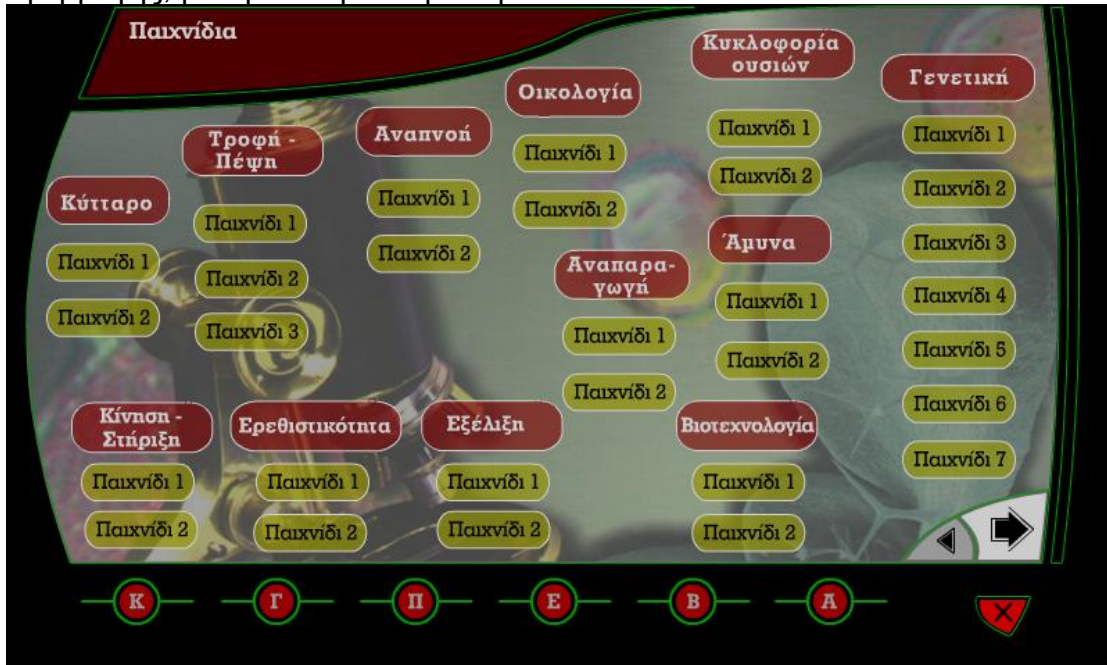 Παιχνίδια
Κύτταρο
Παιχνίδι 1
Παιχνίδι 2
Τροφή -
Πέψη
Παιχνίδι 1
Παιχνίδι 2
Παιχνίδι 3
Αναπνοή
Παιχνίδι 1
Παιχνίδι 2
Οικολογία
Παιχνίδι 1
Παιχνίδι 2
Αναπαρα-
γωγή
Παιχνίδι 1
Παιχνίδι 2
Κυκλοφορία
ουσιών
Παιχνίδι 1
Παιχνίδι 2
Άμυνα
Παιχνίδι 1
Παιχνίδι 2
Γενετική
Παιχνίδι 1
Παιχνίδι 2
Παιχνίδι 3
Παιχνίδι 4
Παιχνίδι 5
Παιχνίδι 6
Παιχνίδι 7
Κίνηση -
Στήριξη
Παιχνίδι 1
Παιχνίδι 2
Ερεθιστικότητα
Παιχνίδι 1
Παιχνίδι 2
Εξέλιξη
Παιχνίδι 1
Παιχνίδι 2
Βιοτεχνολογία
Παιχνίδι 1
Παιχνίδι 2
Κ Γ Π Ε Β Α